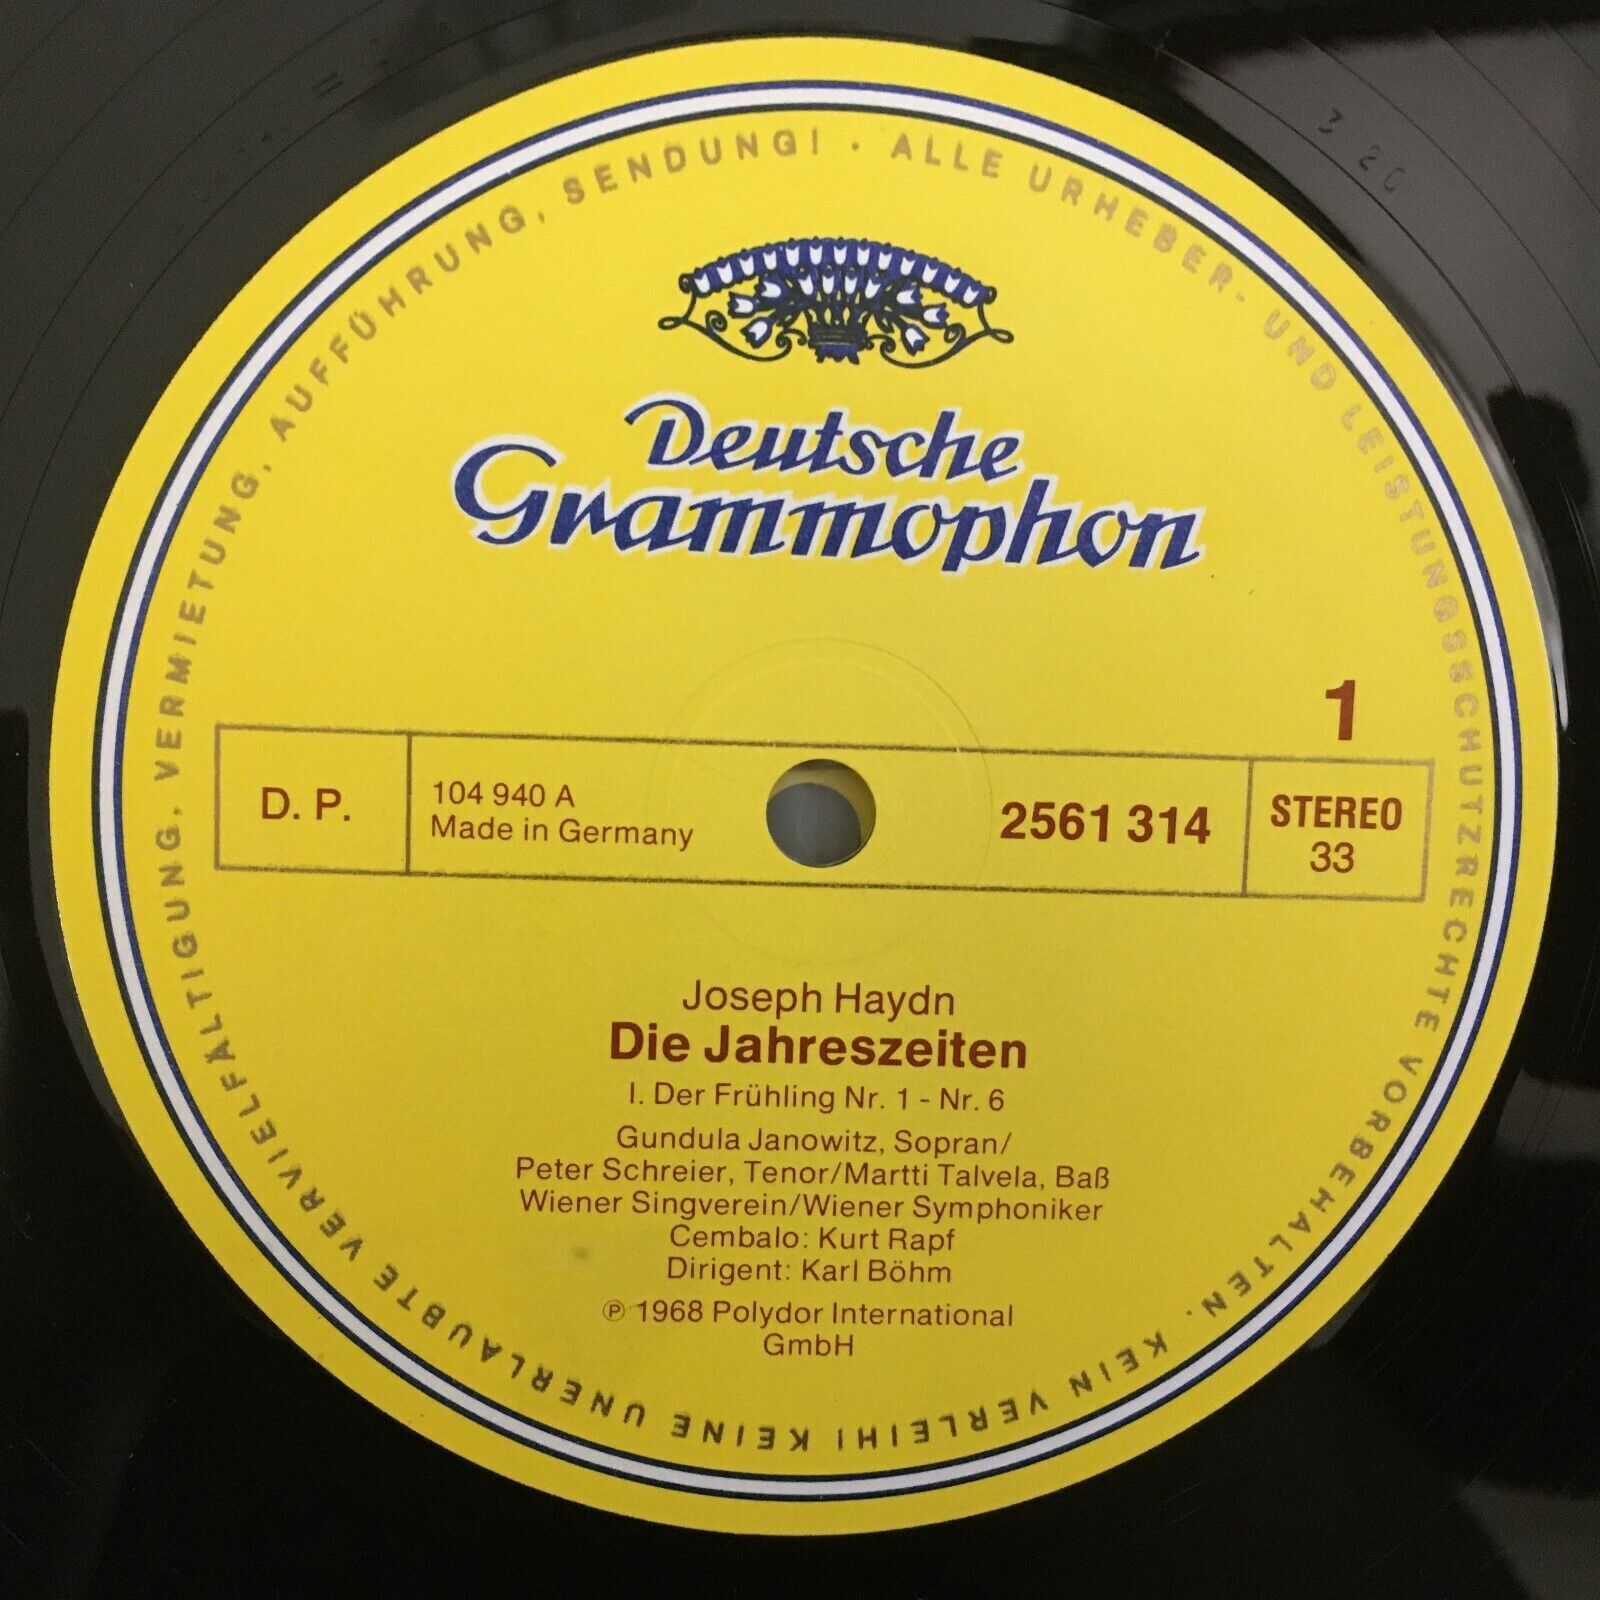 ALLE URHEBER- UND LEISTUNGSSCHUTZRECHTE VORBEHALTEN. KEIN VERLEIH! KEINE UNERLAUBTE VERVIELFÄLTIGUNG, VERMIETUNG, AUFFÜHRUNG, SENDUNG! ·
Deutsche
Grammophon
1
D. P.
104 940 A
Made in Germany
2561 314
STEREO
33
Joseph Haydn
Die Jahreszeiten
I. Der Frühling Nr. 1 - Nr. 6
Gundula Janowitz, Sopran/
Peter Schreier, Tenor/Martti Talvela, Baß
Wiener Singverein/Wiener Symphoniker
Cembalo: Kurt Rapf
Dirigent: Karl Böhm
℗ 1968 Polydor International
GmbH